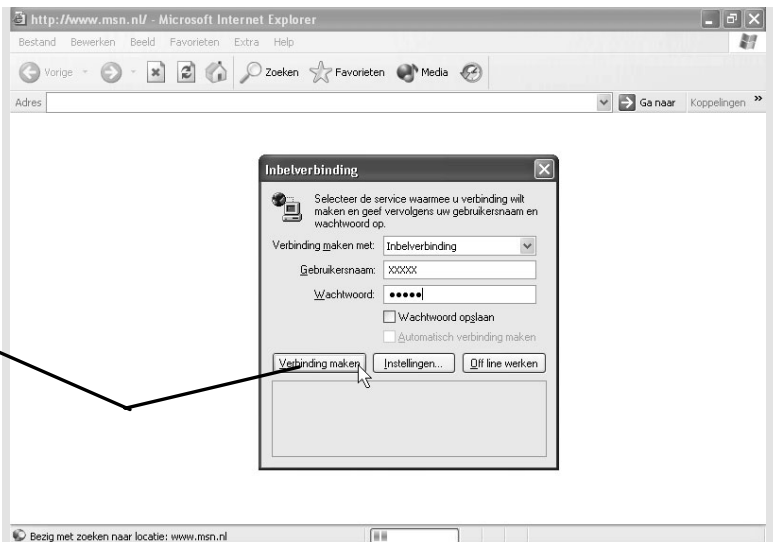 http://www.msn.nl/ - Microsoft Internet Explorer
Bestand Bewerken Beeld Favorieten Extra Help
Vorige Zoeken Favorieten Media
Adres Ga naar Koppelingen »
Inbelverbinding
Selecteer de service waarmee u verbinding wilt
maken en geef vervolgens uw gebruikersnaam en
wachtwoord op.
Verbinding maken met: Inbelverbinding
Gebruikersnaam: XXXXX
Wachtwoord: •••••
Wachtwoord opslaan
Automatisch verbinding maken
Verbinding maken Instellingen... Off line werken
Bezig met zoeken naar locatie: www.msn.nl